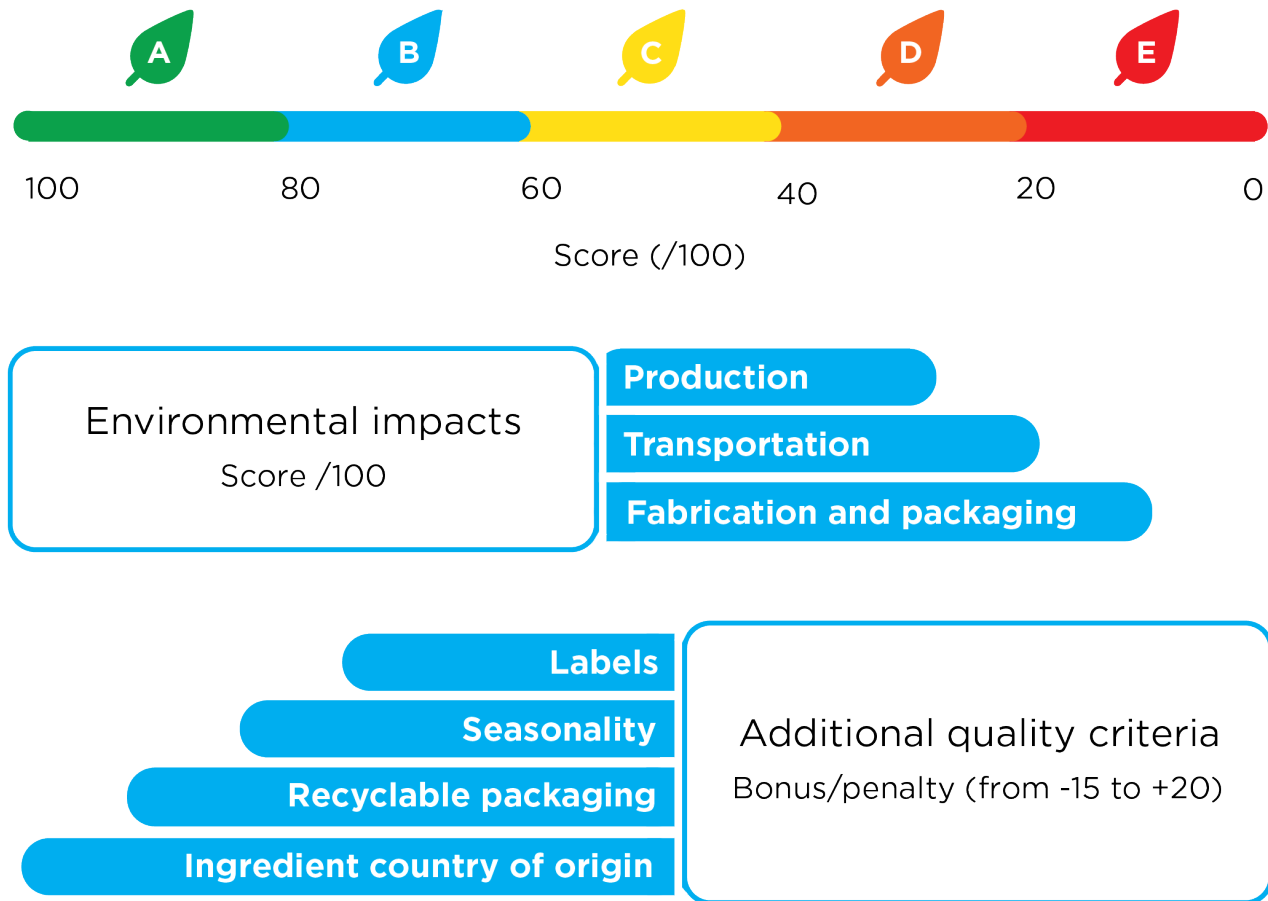 A B C D E
100 80 60 40 20 0
Score (/100)
Environmental impacts
Score /100
Production
Transportation
Fabrication and packaging
Labels
Seasonality
Recyclable packaging
Ingredient country of origin
Additional quality criteria
Bonus/penalty (from -15 to +20)